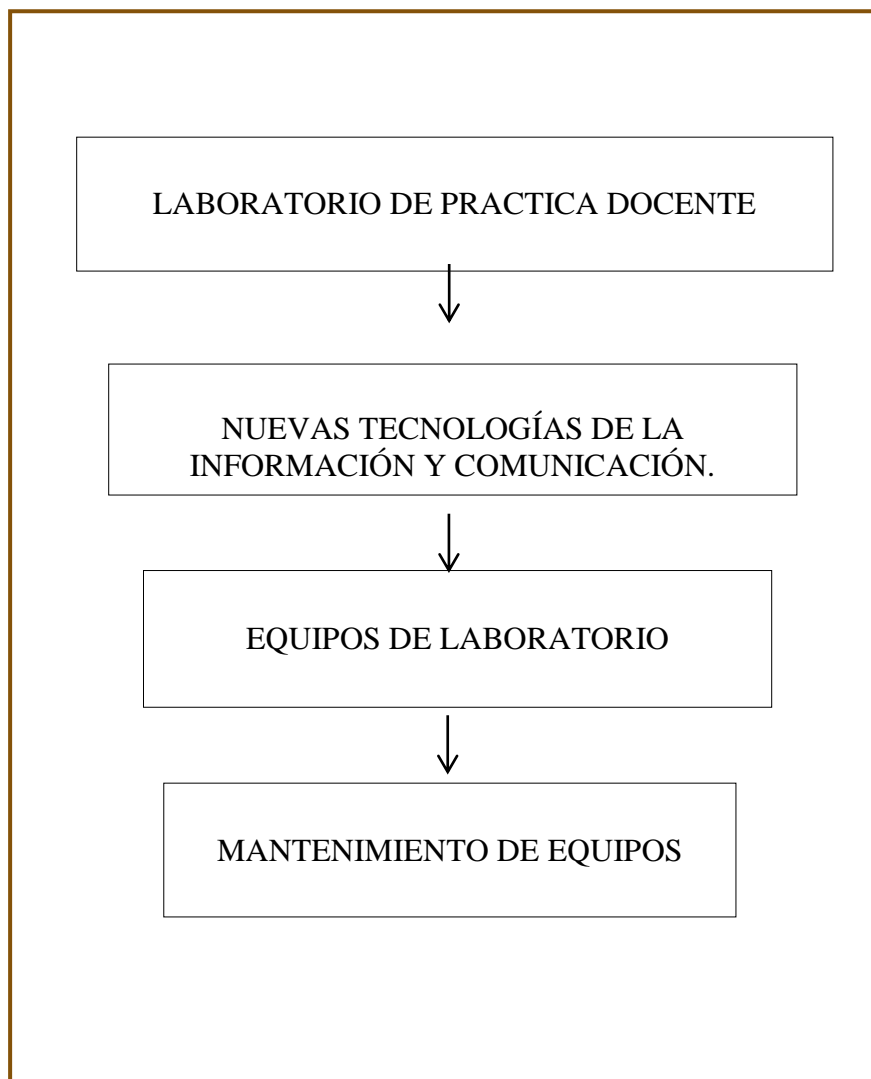 LABORATORIO DE PRACTICA DOCENTE
NUEVAS TECNOLOGÍAS DE LA
INFORMACIÓN Y COMUNICACIÓN.
EQUIPOS DE LABORATORIO
MANTENIMIENTO DE EQUIPOS